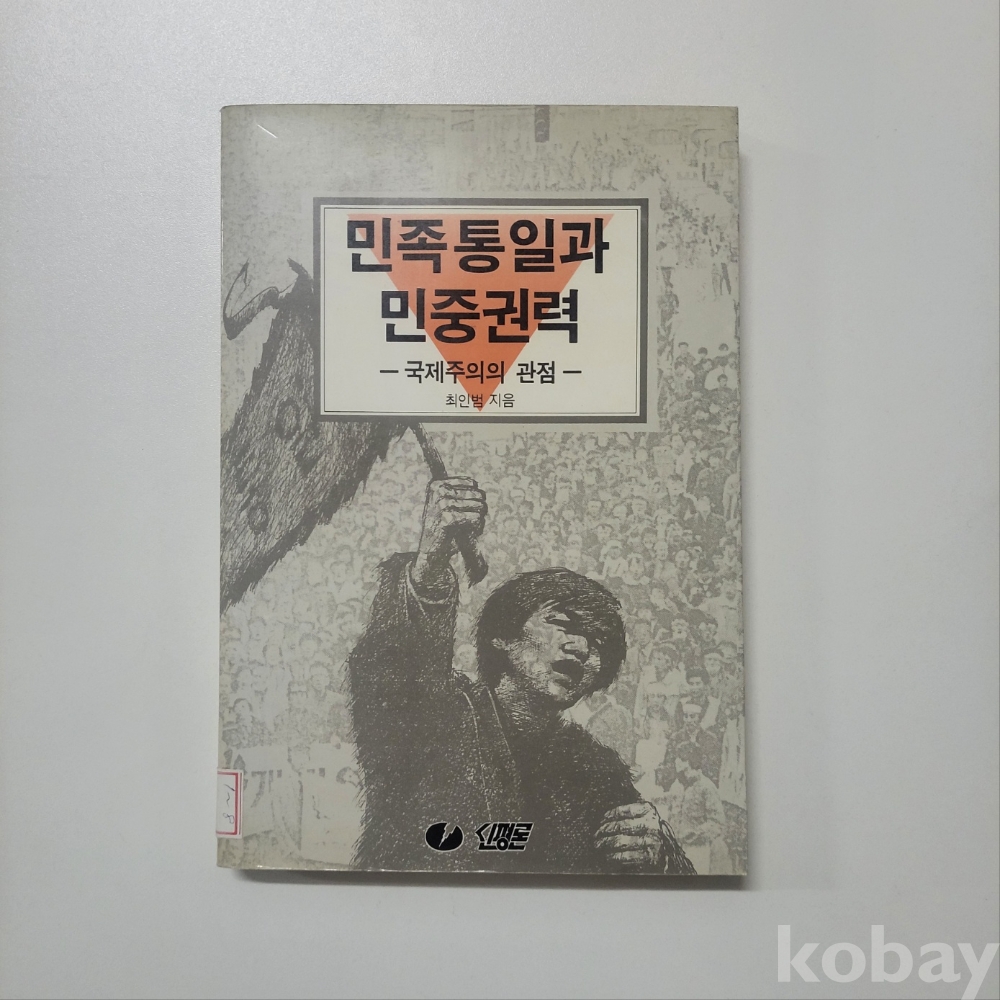 민족통일과
민중권력
— 국제주의의 관점 —
최인범 지음
신평론
kobay